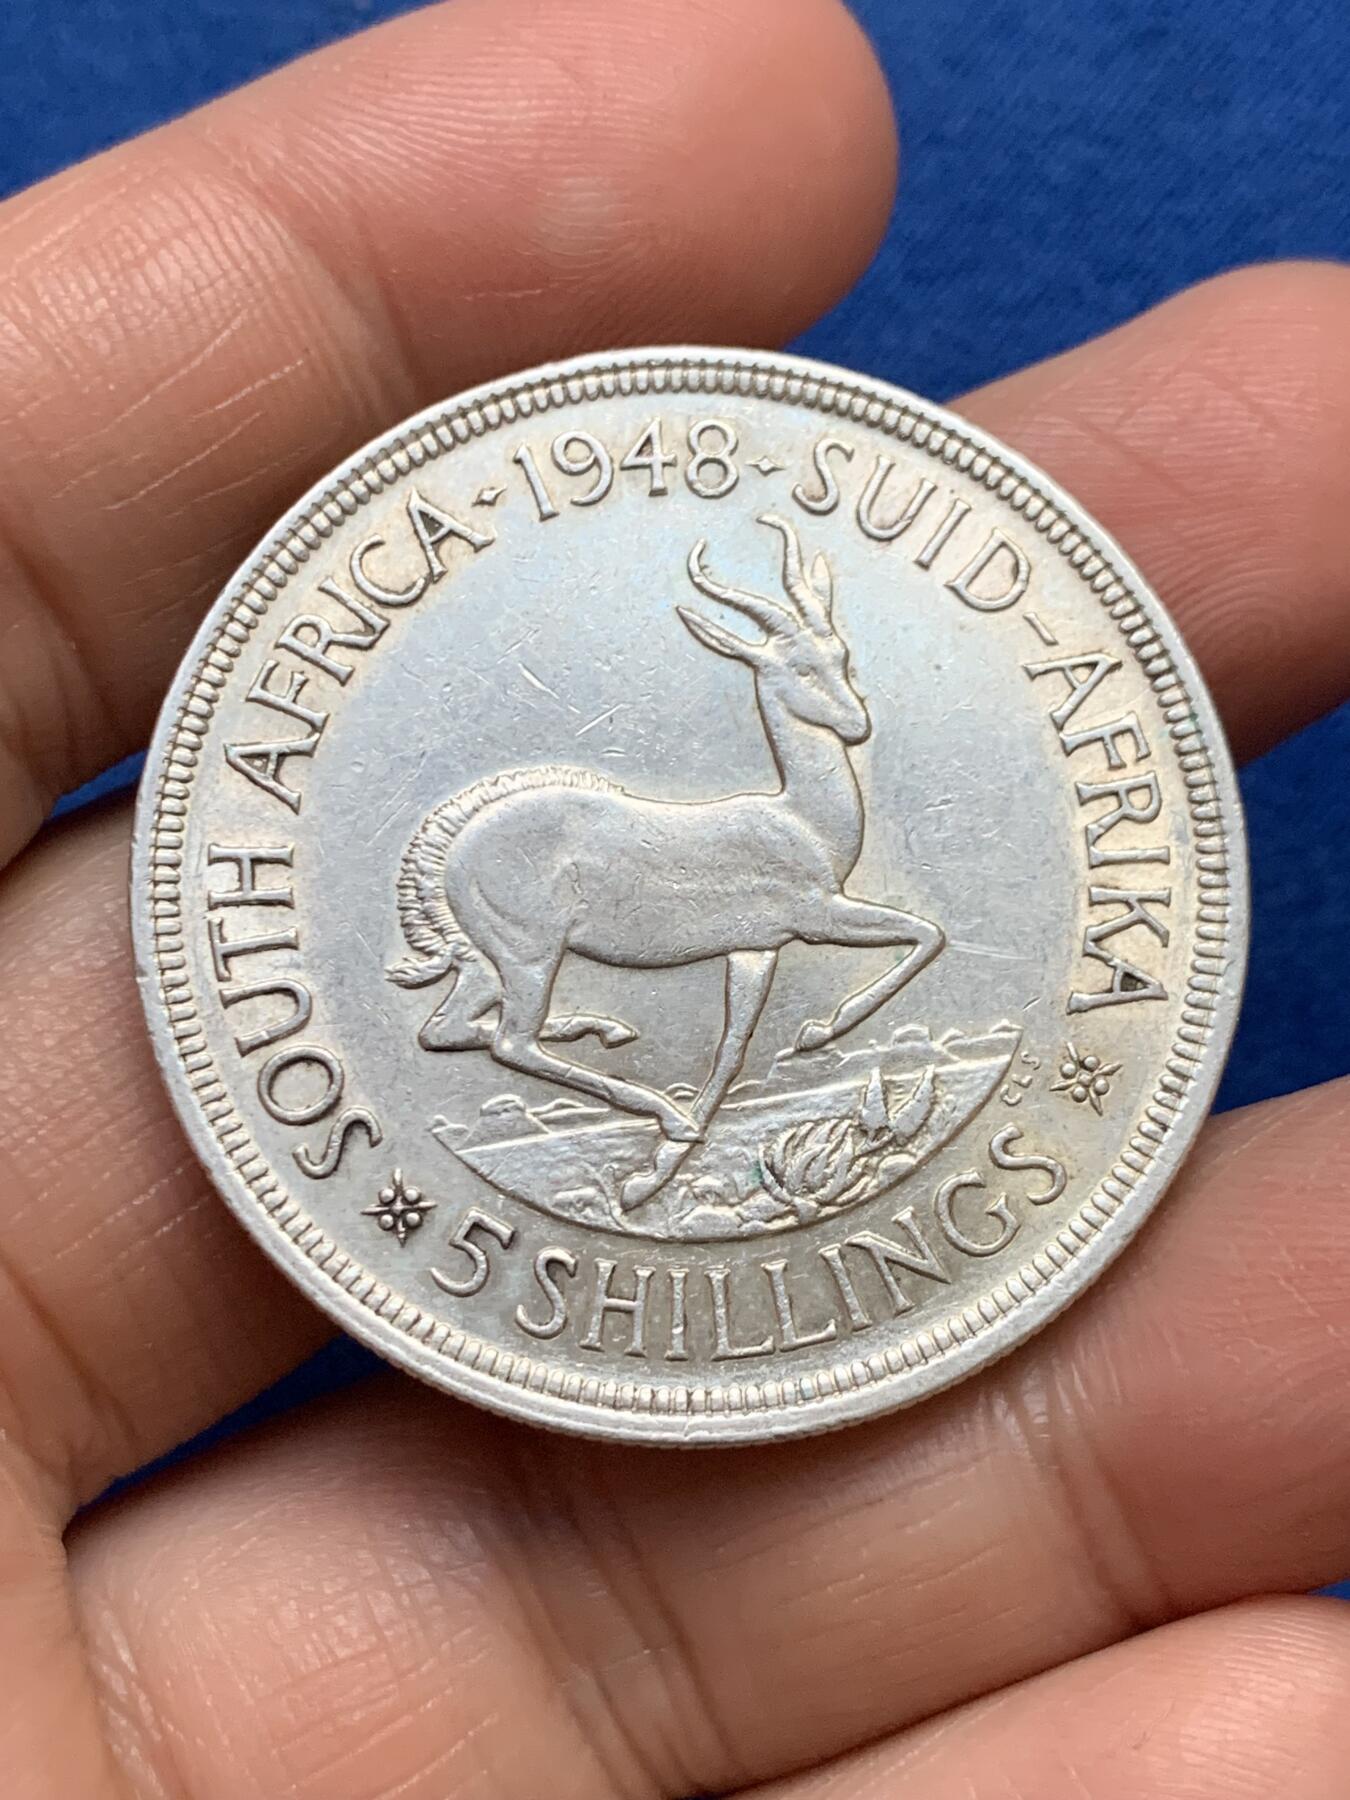 SOUTH AFRICA · 1948 · SUID-AFRIKA
5 SHILLINGS
CLS